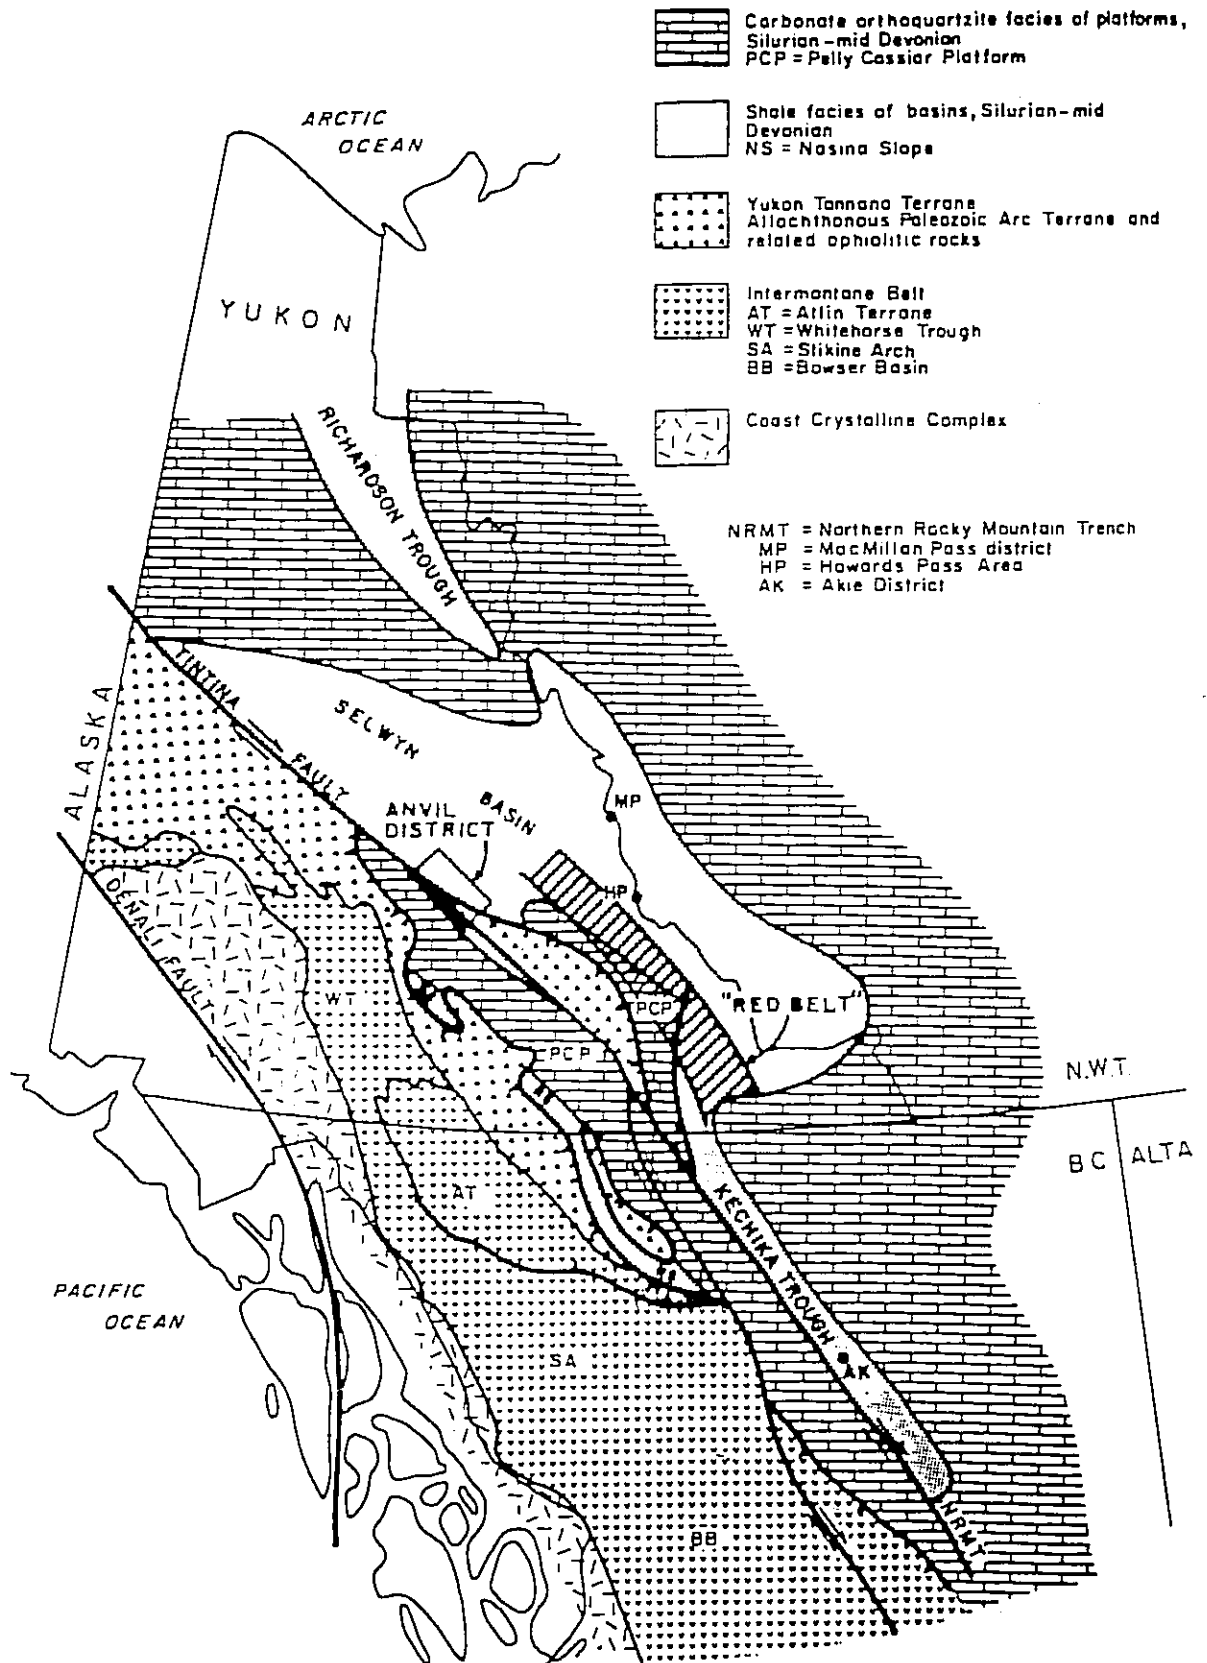 Carbonate orthoquartzite facies of platforms,
Silurian-mid Devonian
PCP = Pelly Cassiar Platform
Shale facies of basins, Silurian-mid
Devonian
NS = Nasina Slope
Yukon Tannana Terrane
Allochthonous Paleozoic Arc Terrane and
related ophiolitic rocks
Intermontane Belt
AT = Atlin Terrane
WT = Whitehorse Trough
SA = Stikine Arch
BB = Bowser Basin
Coast Crystalline Complex
NRMT = Northern Rocky Mountain Trench
MP = MacMillan Pass district
HP = Howards Pass Area
AK = Akie District
ARCTIC
OCEAN
YUKON
RICHARDSON TROUGH
ALASKA
TINTINA FAULT
SELWYN BASIN
ANVIL
DISTRICT
MP
HP
DENALI FAULT
WT
PCP
"RED BELT"
PCP
N.W.T.
BC
ALTA
AT
KECHIKA TROUGH
PACIFIC
OCEAN
SA
AK
BB
NRMT